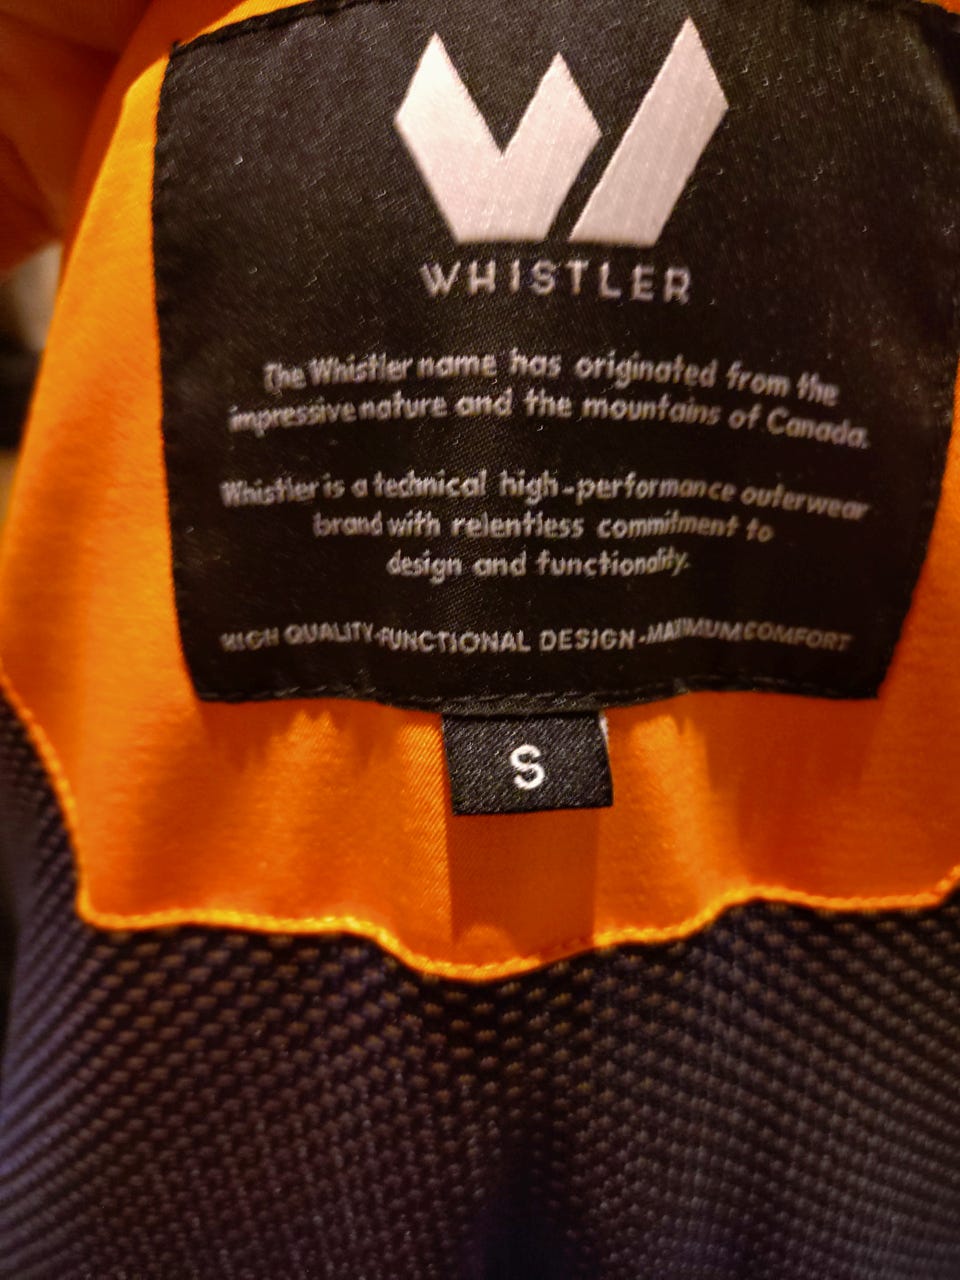 WHISTLER
The Whistler name has originated from the
impressive nature and the mountains of Canada.
Whistler is a technical high-performance outerwear
brand with relentless commitment to
design and functionality.
HIGH QUALITY-FUNCTIONAL DESIGN-MAXIMUM COMFORT
S